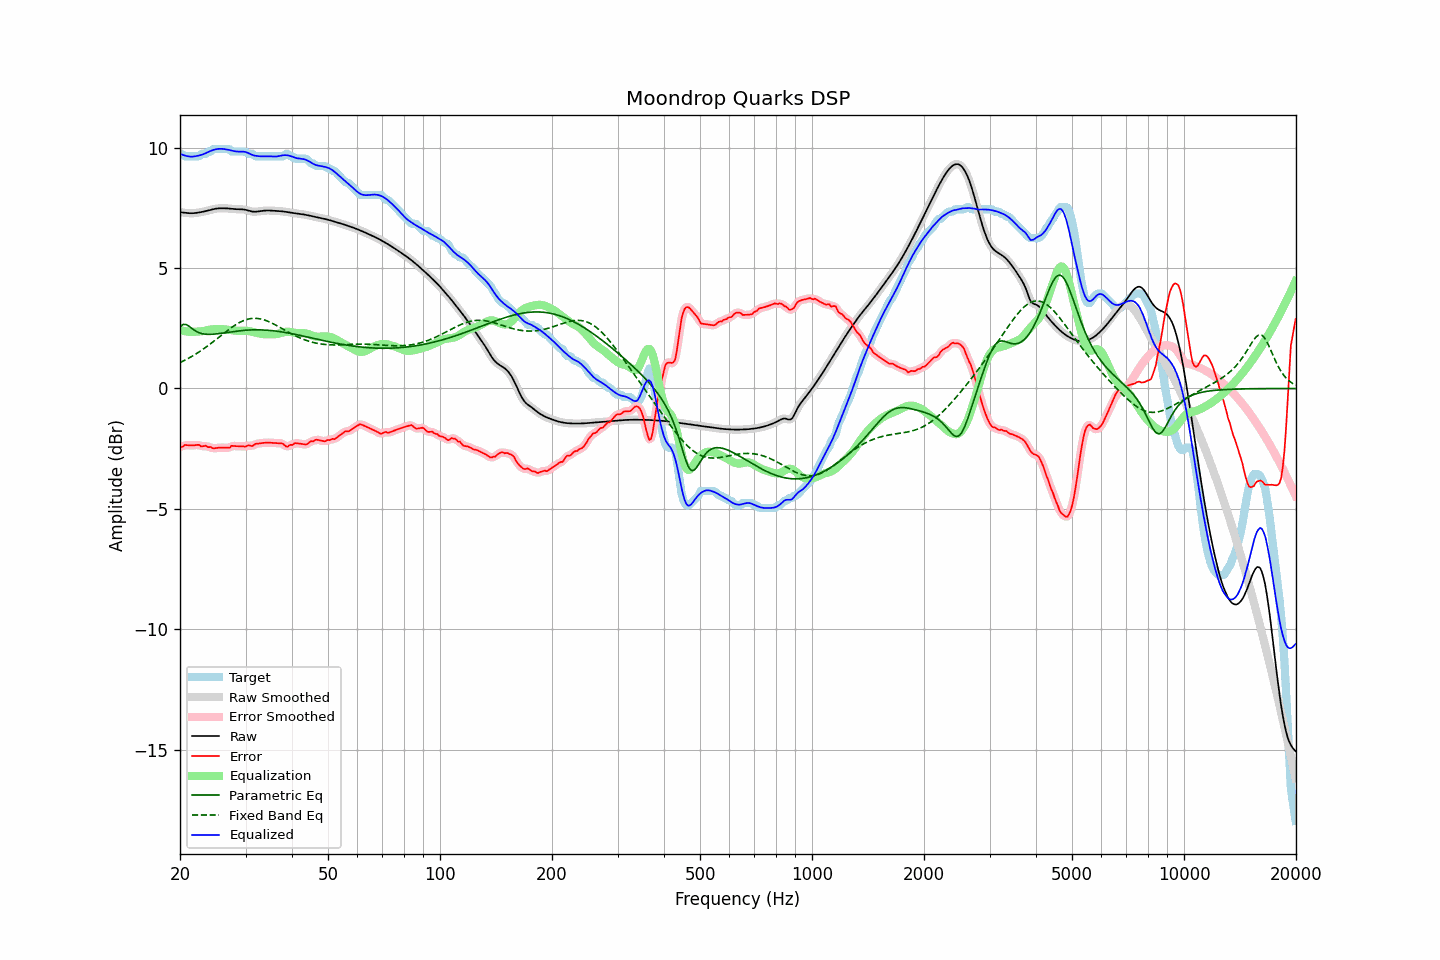 Moondrop Quarks DSP
Amplitude (dBr)
10
5
0
−5
−10
−15
Target
Raw Smoothed
Error Smoothed
Raw
Error
Equalization
Parametric Eq
Fixed Band Eq
Equalized
20 50 100 200 500 1000 2000 5000 10000 20000
Frequency (Hz)